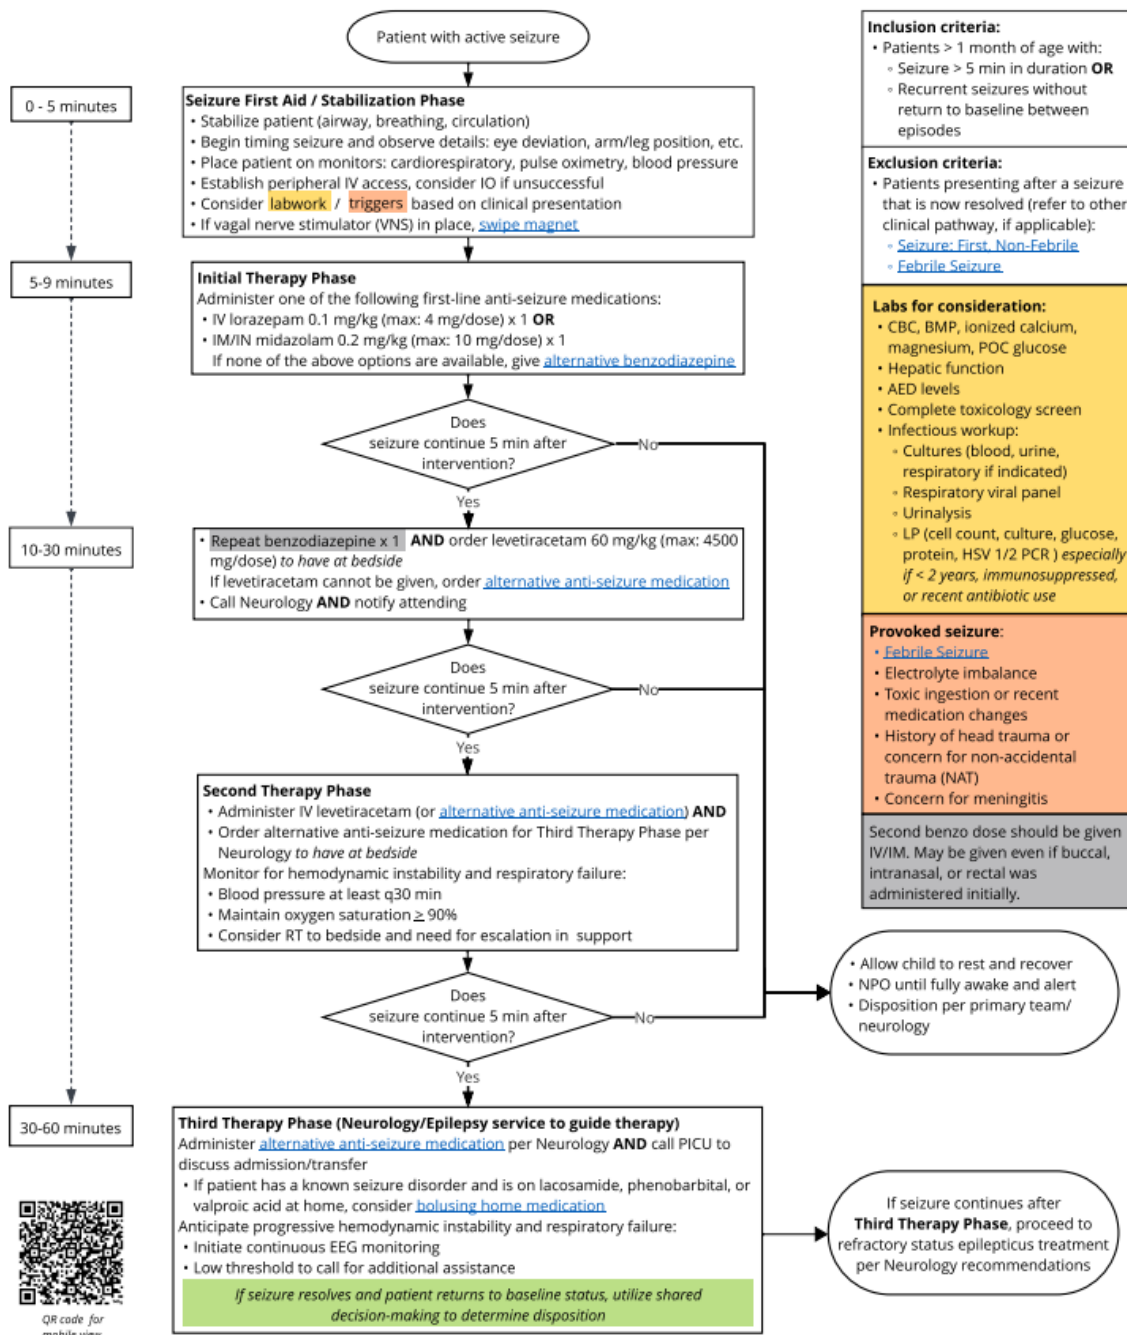 Patient with active seizure
0 - 5 minutes
Seizure First Aid / Stabilization Phase
• Stabilize patient (airway, breathing, circulation)
• Begin timing seizure and observe details: eye deviation, arm/leg position, etc.
• Place patient on monitors: cardiorespiratory, pulse oximetry, blood pressure
• Establish peripheral IV access, consider IO if unsuccessful
• Consider labwork / triggers based on clinical presentation
• If vagal nerve stimulator (VNS) in place, swipe magnet
5-9 minutes
Initial Therapy Phase
Administer one of the following first-line anti-seizure medications:
• IV lorazepam 0.1 mg/kg (max: 4 mg/dose) x 1 OR
• IM/IN midazolam 0.2 mg/kg (max: 10 mg/dose) x 1
If none of the above options are available, give alternative benzodiazepine
Does
seizure continue 5 min after
intervention?
No
Yes
10-30 minutes
• Repeat benzodiazepine x 1 AND order levetiracetam 60 mg/kg (max: 4500
mg/dose) to have at bedside
If levetiracetam cannot be given, order alternative anti-seizure medication
• Call Neurology AND notify attending
Does
seizure continue 5 min after
intervention?
No
Yes
Second Therapy Phase
• Administer IV levetiracetam (or alternative anti-seizure medication) AND
• Order alternative anti-seizure medication for Third Therapy Phase per
Neurology to have at bedside
Monitor for hemodynamic instability and respiratory failure:
• Blood pressure at least q30 min
• Maintain oxygen saturation ≥ 90%
• Consider RT to bedside and need for escalation in support
Does
seizure continue 5 min after
intervention?
No
Yes
30-60 minutes
Third Therapy Phase (Neurology/Epilepsy service to guide therapy)
Administer alternative anti-seizure medication per Neurology AND call PICU to
discuss admission/transfer
• If patient has a known seizure disorder and is on lacosamide, phenobarbital, or
valproic acid at home, consider bolusing home medication
Anticipate progressive hemodynamic instability and respiratory failure:
• Initiate continuous EEG monitoring
• Low threshold to call for additional assistance
If seizure resolves and patient returns to baseline status, utilize shared
decision-making to determine disposition
QR code for
mobile view
Inclusion criteria:
• Patients > 1 month of age with:
◦ Seizure > 5 min in duration OR
◦ Recurrent seizures without
return to baseline between
episodes
Exclusion criteria:
• Patients presenting after a seizure
that is now resolved (refer to other
clinical pathway, if applicable):
◦ Seizure: First, Non-Febrile
◦ Febrile Seizure
Labs for consideration:
• CBC, BMP, ionized calcium,
magnesium, POC glucose
• Hepatic function
• AED levels
• Complete toxicology screen
• Infectious workup:
◦ Cultures (blood, urine,
respiratory if indicated)
◦ Respiratory viral panel
◦ Urinalysis
◦ LP (cell count, culture, glucose,
protein, HSV 1/2 PCR ) especially
if < 2 years, immunosuppressed,
or recent antibiotic use
Provoked seizure:
• Febrile Seizure
• Electrolyte imbalance
• Toxic ingestion or recent
medication changes
• History of head trauma or
concern for non-accidental
trauma (NAT)
• Concern for meningitis
Second benzo dose should be given
IV/IM. May be given even if buccal,
intranasal, or rectal was
administered initially.
• Allow child to rest and recover
• NPO until fully awake and alert
• Disposition per primary team/
neurology
If seizure continues after
Third Therapy Phase, proceed to
refractory status epilepticus treatment
per Neurology recommendations